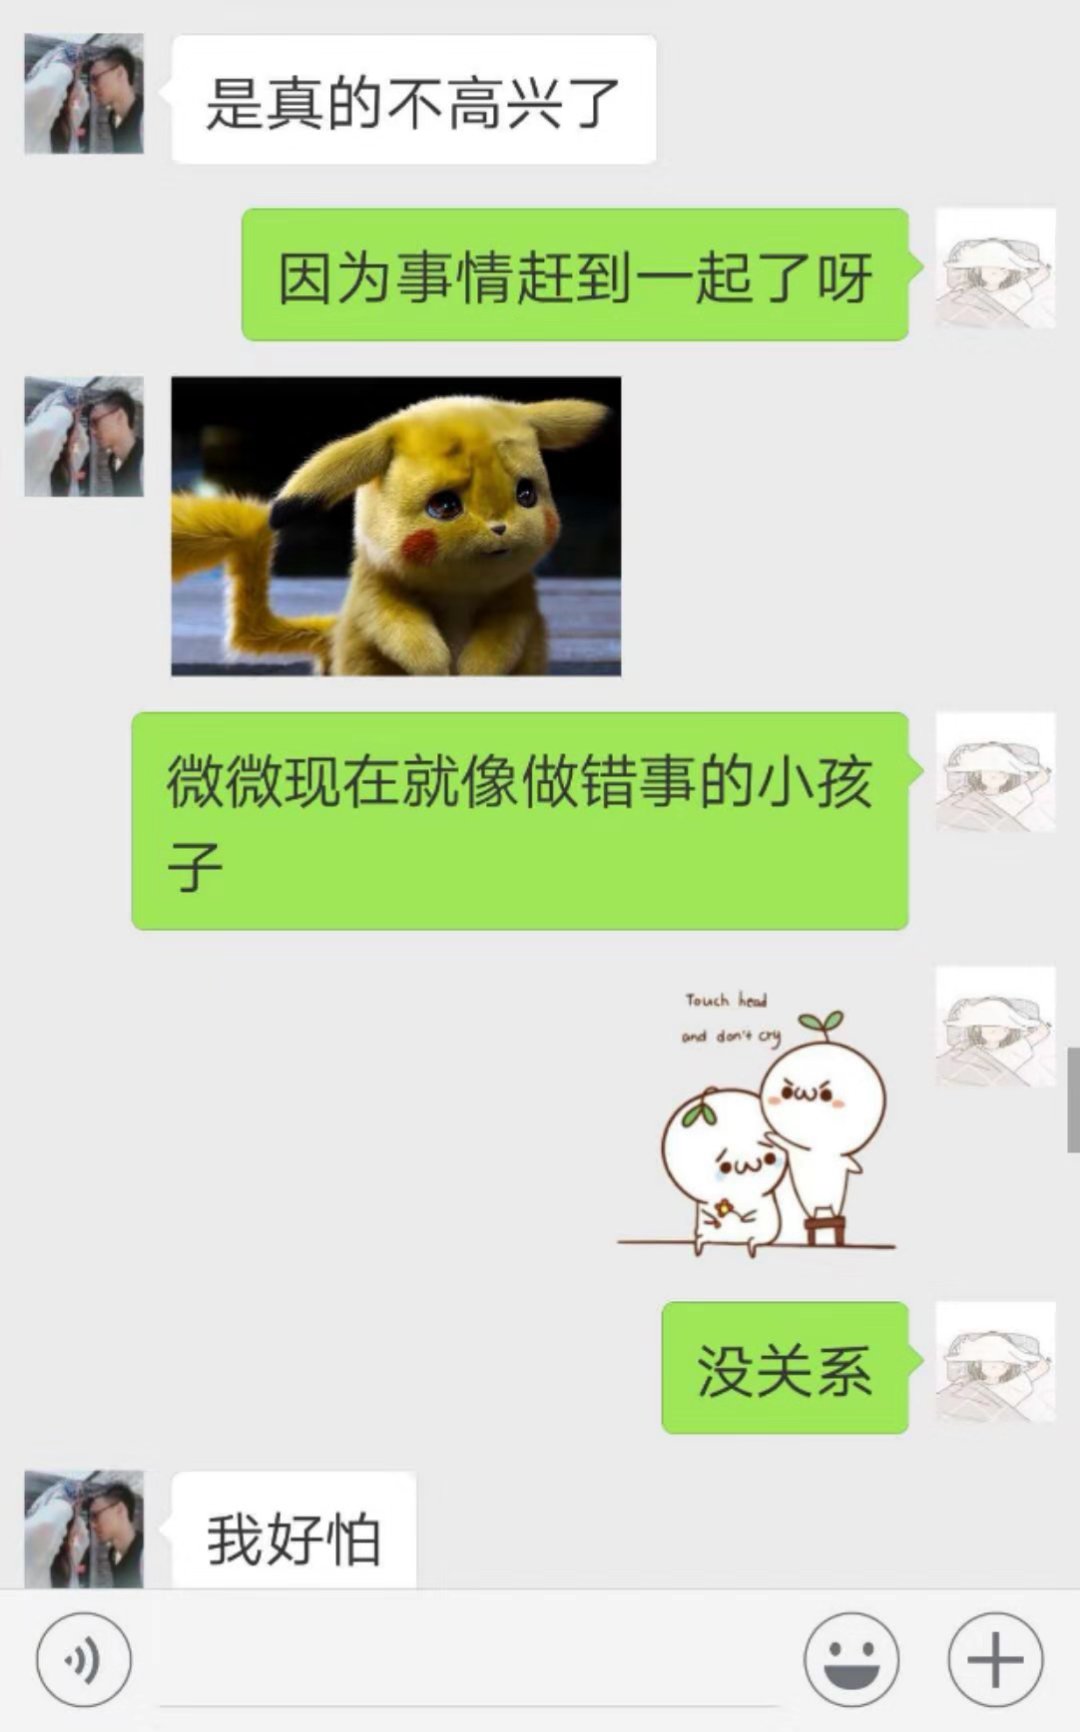 是真的不高兴了
因为事情赶到一起了呀
微微现在就像做错事的小孩
子
Touch head
and don't cry
没关系
我好怕